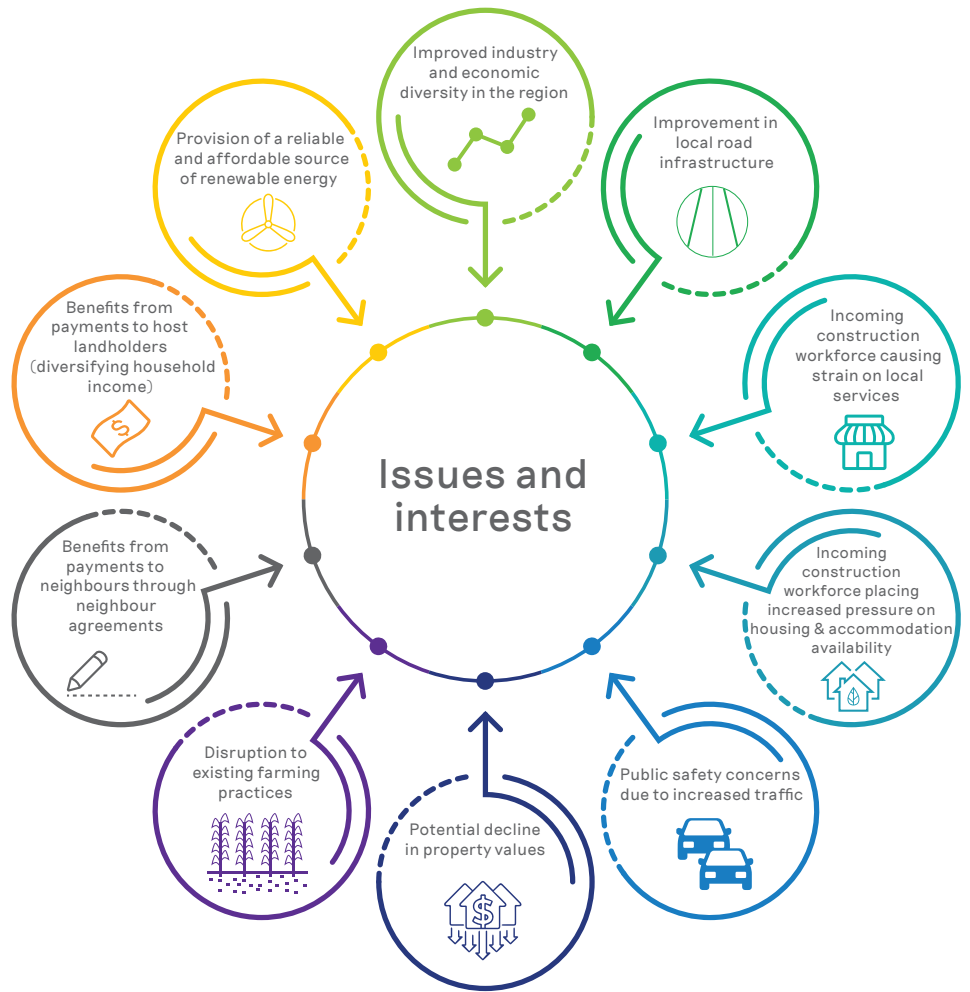 Improved industry
and economic
diversity in the region
Improvement in
local road
infrastructure
Incoming
construction
workforce causing
strain on local
services
Incoming
construction
workforce placing
increased pressure on
housing & accommodation
availability
Public safety concerns
due to increased traffic
Potential decline
in property values
Disruption to
existing farming
practices
Benefits from
payments to
neighbours through
neighbour
agreements
Benefits from
payments to host
landholders
(diversifying household
income)
$
Provision of a reliable
and affordable source
of renewable energy
Issues and
interests
$